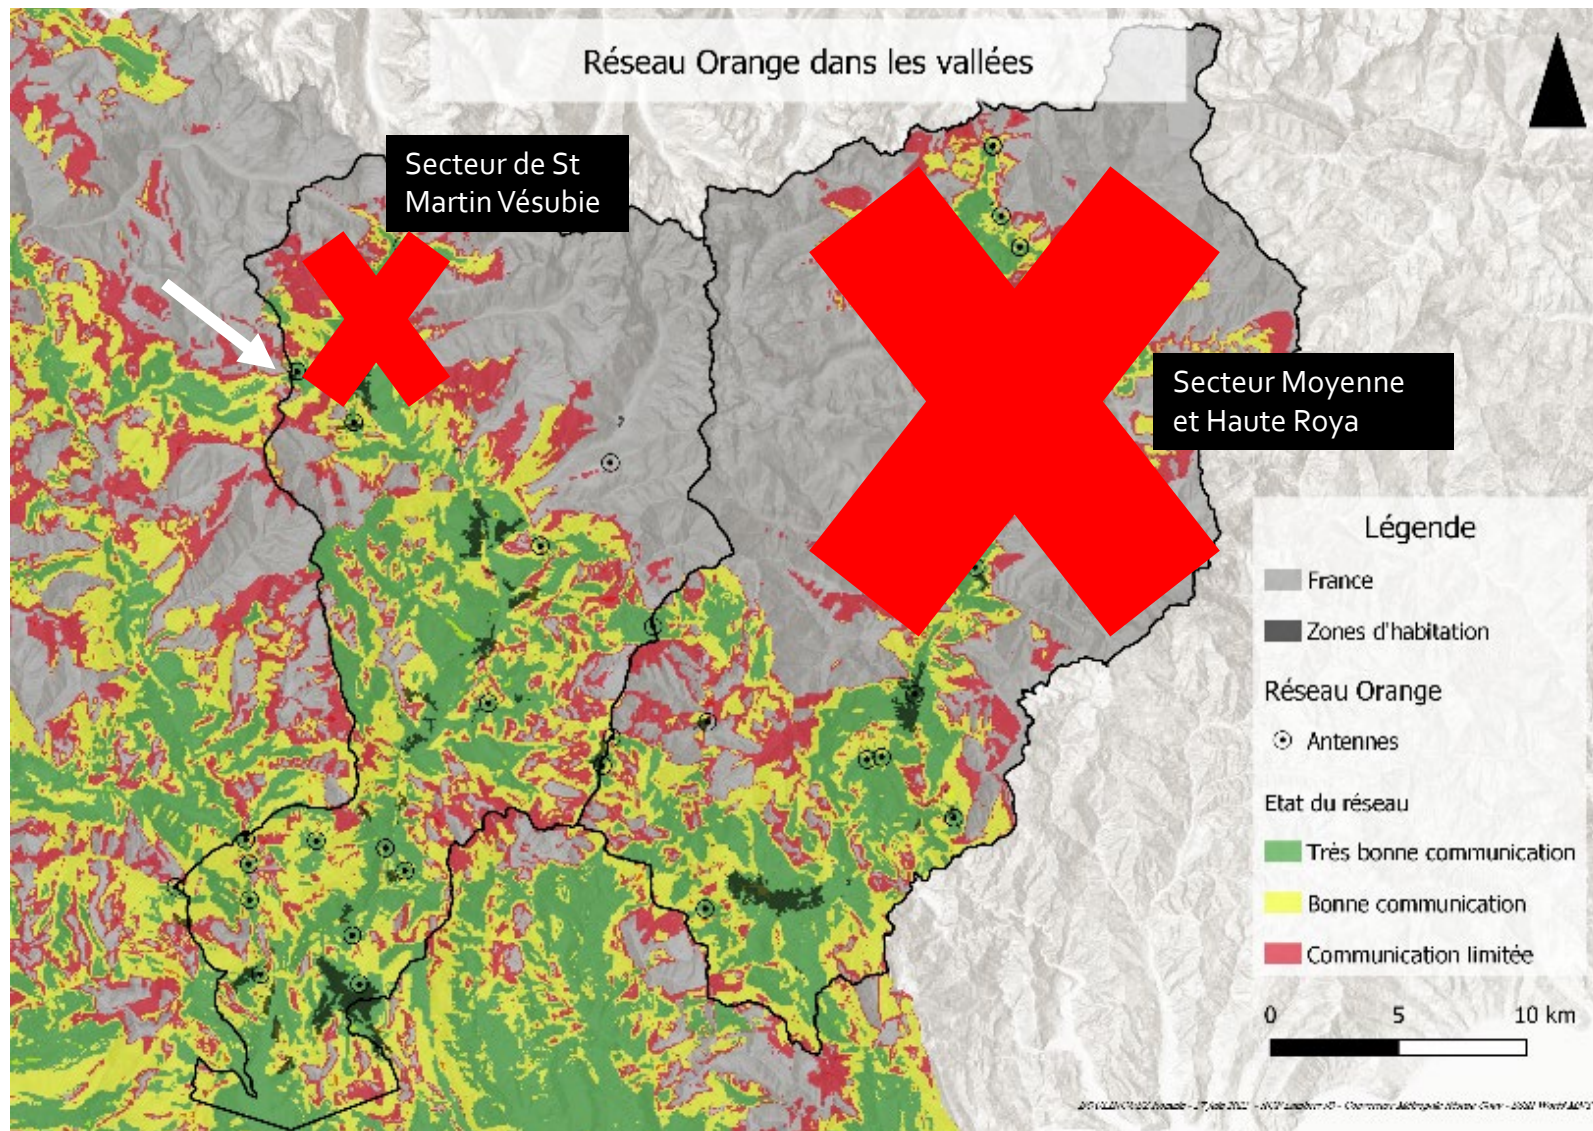 Réseau Orange dans les vallées
Secteur de St
Martin Vésubie
Secteur Moyenne
et Haute Roya
Légende
France
Zones d'habitation
Réseau Orange
Antennes
Etat du réseau
Très bonne communication
Bonne communication
Communication limitée
0 5 10 km